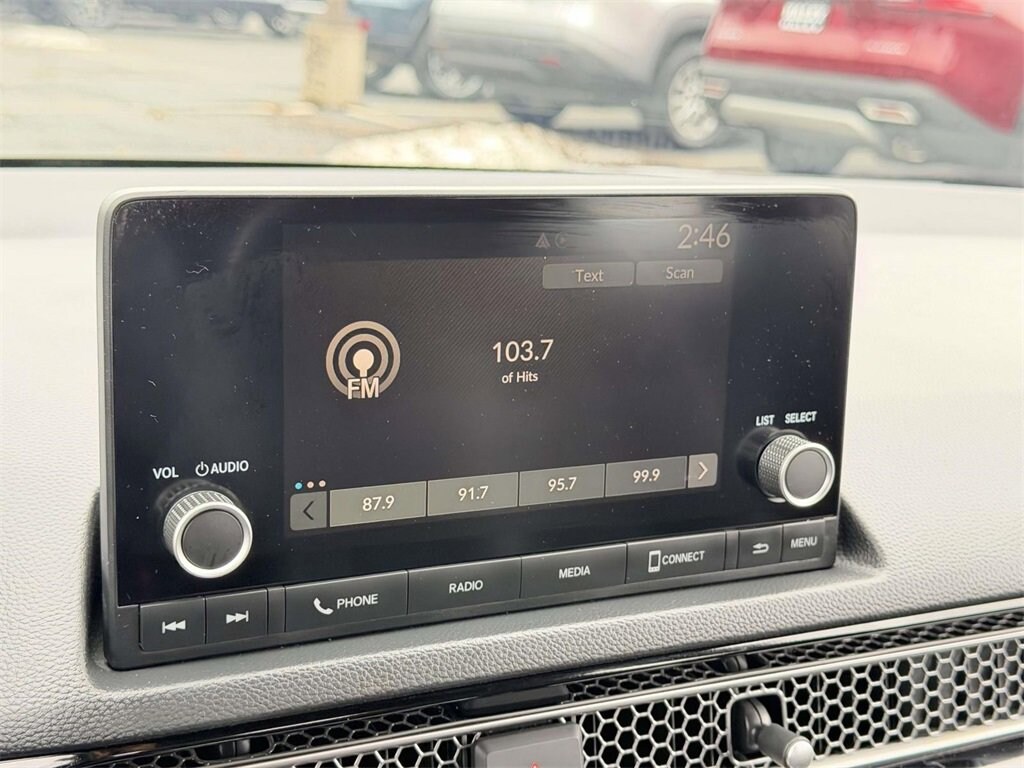 2:46
Text Scan
103.7
of Hits
FM
LIST SELECT
VOL AUDIO
87.9 91.7 95.7 99.9
PHONE RADIO MEDIA CONNECT MENU